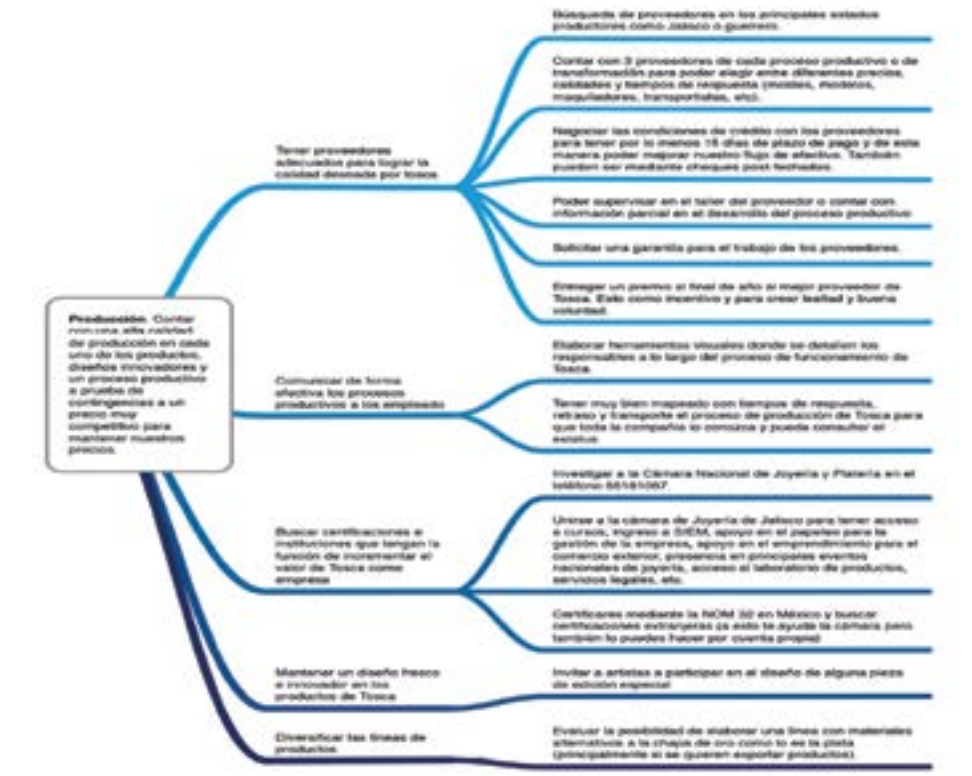 Búsqueda de proveedores en los principales estados
productores como Jalisco o guerrero.
Contar con 3 proveedores de cada proceso productivo o de
transformación para poder elegir entre diferentes precios,
calidades y tiempos de respuesta (moldes, modelos,
maquiladores, transportistas, etc).
Negociar las condiciones de crédito con los proveedores
para tener por lo menos 15 días de plazo de pago y de esta
manera poder mejorar nuestro flujo de efectivo. También
pueden ser mediante cheques post fechados.
Tener proveedores
adecuados para lograr la
calidad deseada por tosca
Poder supervisar en el taller del proveedor o contar con
información parcial en el desarrollo del proceso productivo
Solicitar una garantía para el trabajo de los proveedores.
Entregar un premio al final de año al mejor proveedor de
Tosca. Esto como incentivo y para crear lealtad y buena
voluntad.
Producción: Contar
con una alta calidad
de producción en cada
uno de los productos,
diseños innovadores y
un proceso productivo
a prueba de
contingencias a un
precio muy
competitivo para
mantener nuestros
precios.
Comunicar de forma
efectiva los procesos
productivos a los empleado
Elaborar herramientas visuales donde se detallen los
responsables a lo largo del proceso de funcionamiento de
Tosca.
Tener muy bien mapeado con tiempos de respuesta,
retraso y transporte el proceso de producción de Tosca para
que toda la compañía lo conozca y pueda consultar el
estatus
Buscar certificaciones e
instituciones que tengan la
función de incrementar el
valor de Tosca como
empresa
Investigar a la Cámara Nacional de Joyería y Platería en el
teléfono
Unirse a la cámara de Joyería de Jalisco para tener acceso
a cursos, ingreso a SIEM, apoyo en el papeleo para la
gestión de la empresa, apoyo en el emprendimiento para el
comercio exterior, presencia en principales eventos
nacionales de joyería, acceso al laboratorio de productos,
servicios legales, etc.
Certificares mediante la NOM 32 en México y buscar
certificaciones extranjeras (a esto te ayuda la cámara pero
también lo puedes hacer por cuenta propia)
Mantener un diseño fresco
e innovador en los
productos de Tosca
Invitar a artistas a participar en el diseño de alguna pieza
de edición especial
Diversificar las líneas de
productos
Evaluar la posibilidad de elaborar una línea con materiales
alternativos a la chapa de oro como lo es la plata
(principalmente si se quieren exportar productos).